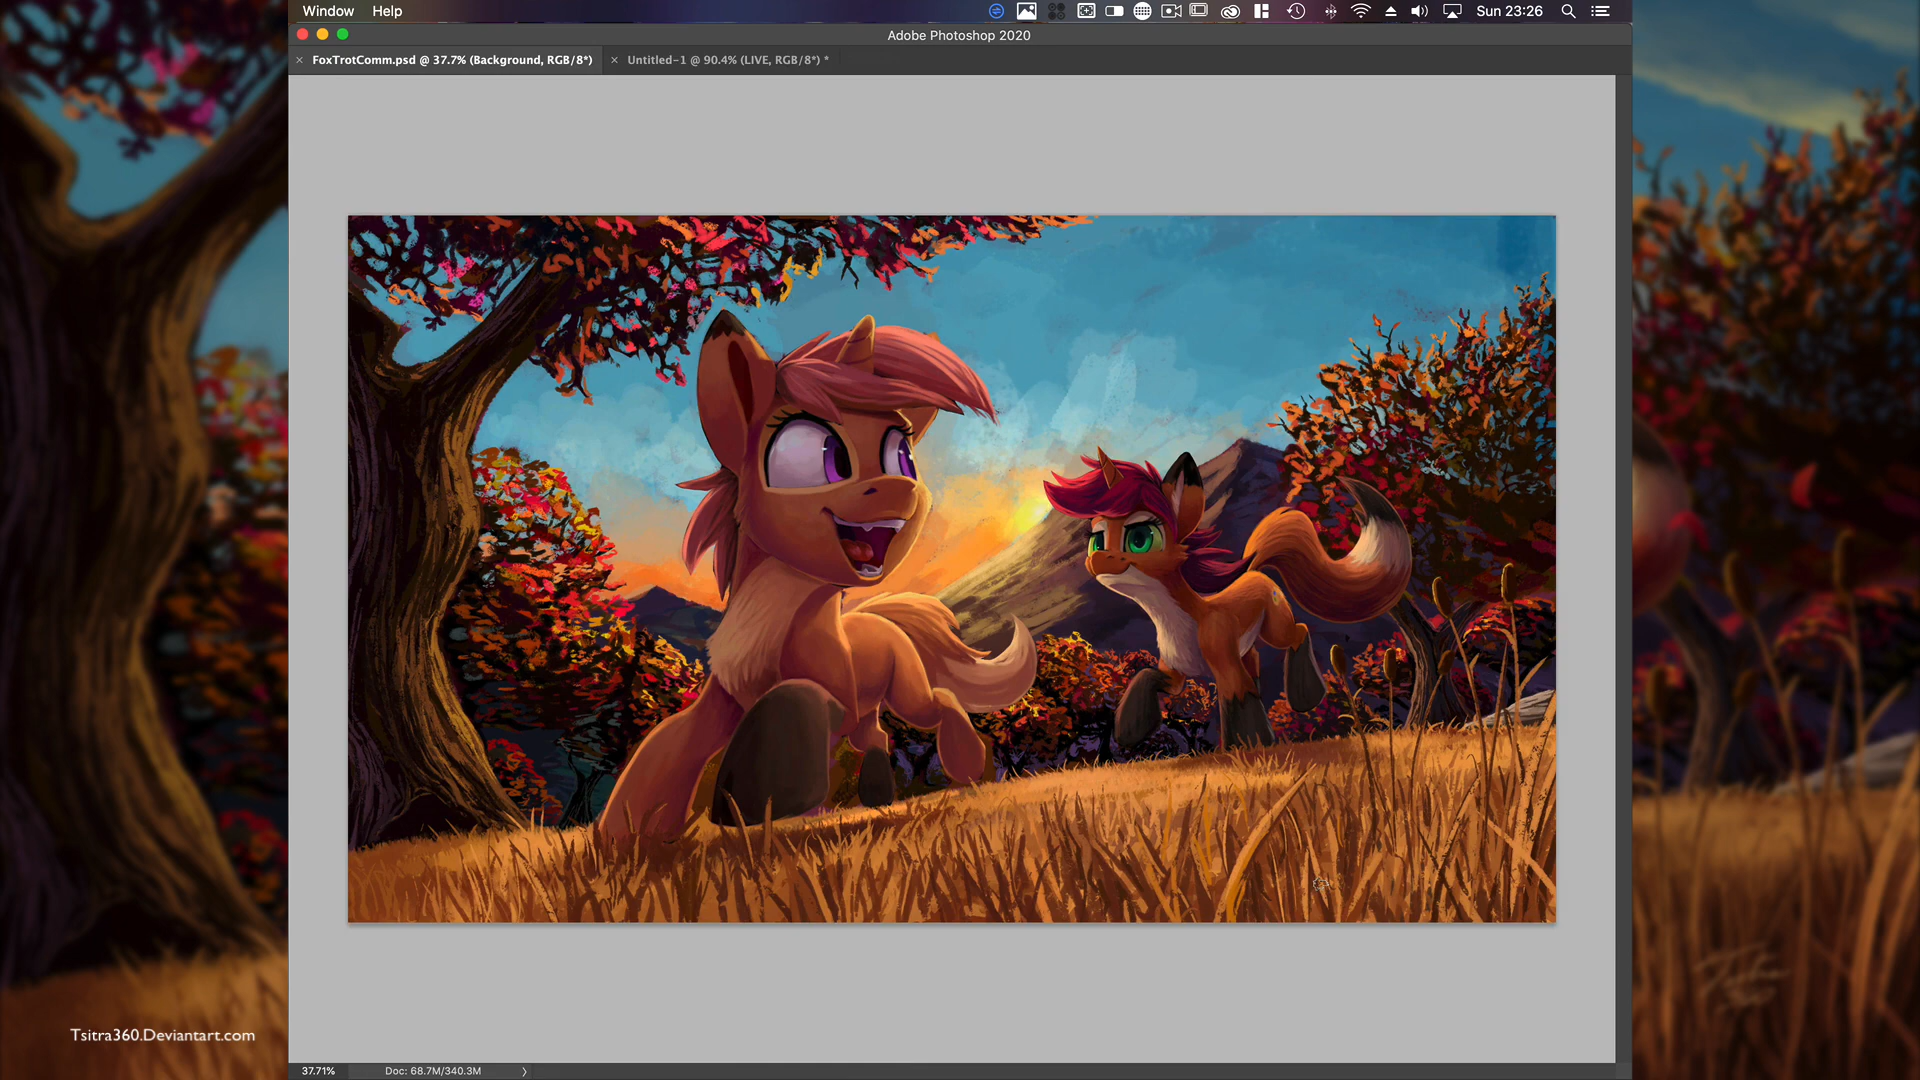 Window Help Sun 23:26
Adobe Photoshop 2020
× FoxTrotComm.psd @ 37.7% (Background, RGB/8*) × Untitled-1 @ 90.4% (LIVE, RGB/8*) *
Tsitra360.Deviantart.com
37.71% Doc: 68.7M/340.3M